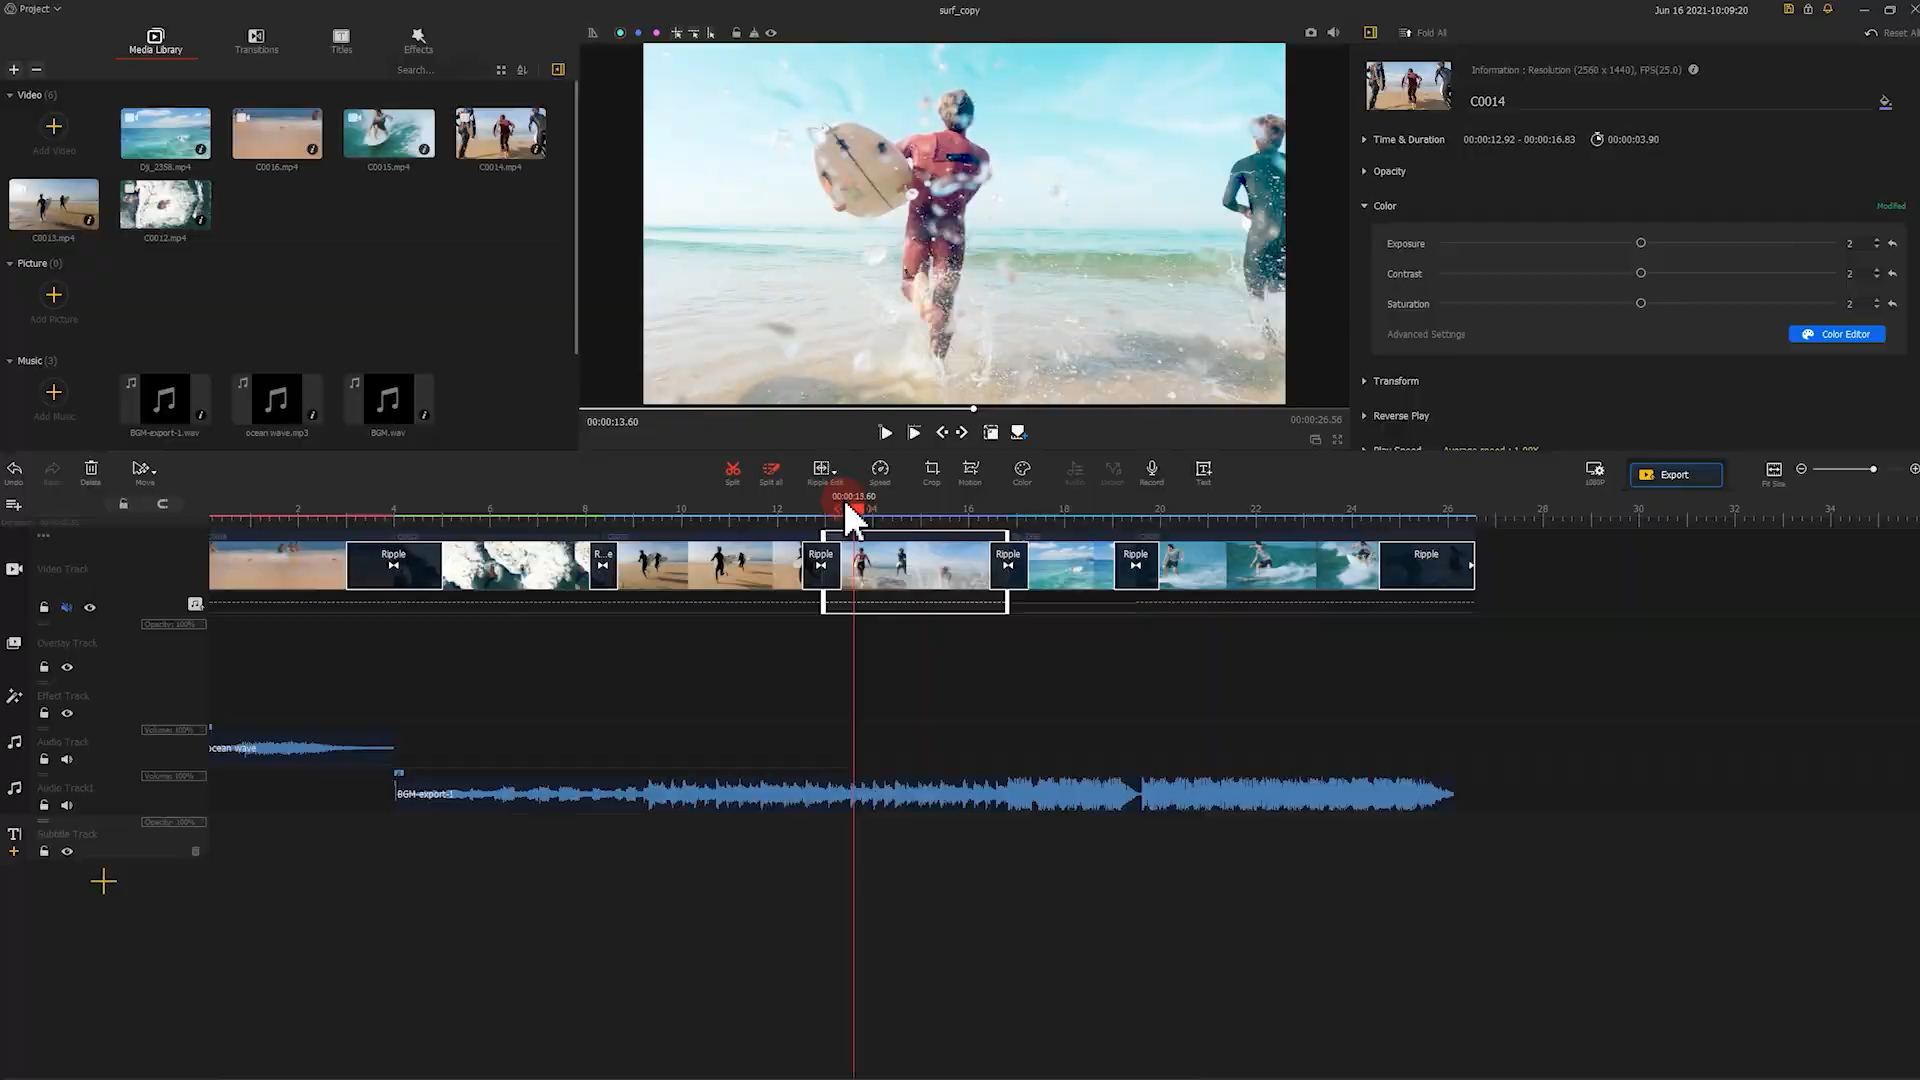 Project
surf_copy
Jun 16 2021-10:09:20
Media Library
Transitions
Titles
Effects
Search...
Video (6)
Add Video
Dji_2358.mp4
C0016.mp4
C0015.mp4
C0014.mp4
C0013.mp4
C0012.mp4
Picture (0)
Add Picture
Music (3)
Add Music
BGM-export-1.wav
ocean wave.mp3
BGM.wav
00:00:13.60
00:00:26.56
Fold All
Reset All
Information : Resolution (2560 x 1440), FPS(25.0)
C0014
Time & Duration 00:00:12.92 - 00:00:16.83 00:00:03.90
Opacity
Color Modified
Exposure 2
Contrast 2
Saturation 2
Advanced Settings Color Editor
Transform
Reverse Play
Play Speed Average speed : 1.00X
Undo
Delete
Move
Split
Split all
Ripple Edit
Speed
Crop
Motion
Color
Audio
Detach
Record
Text
1080P
Export
Fit Size
00:00:13.60
2 4 6 8 10 12 14 16 18 20 22 24 26 28 30 32 34
Video Track
Ripple
R...e
Ripple
Ripple
Ripple
Ripple
Opacity: 100%
Overlay Track
Effect Track
Volume: 100%
Audio Track
ocean wave
Volume: 100%
Audio Track1
BGM-export-1
Opacity: 100%
Subtitle Track